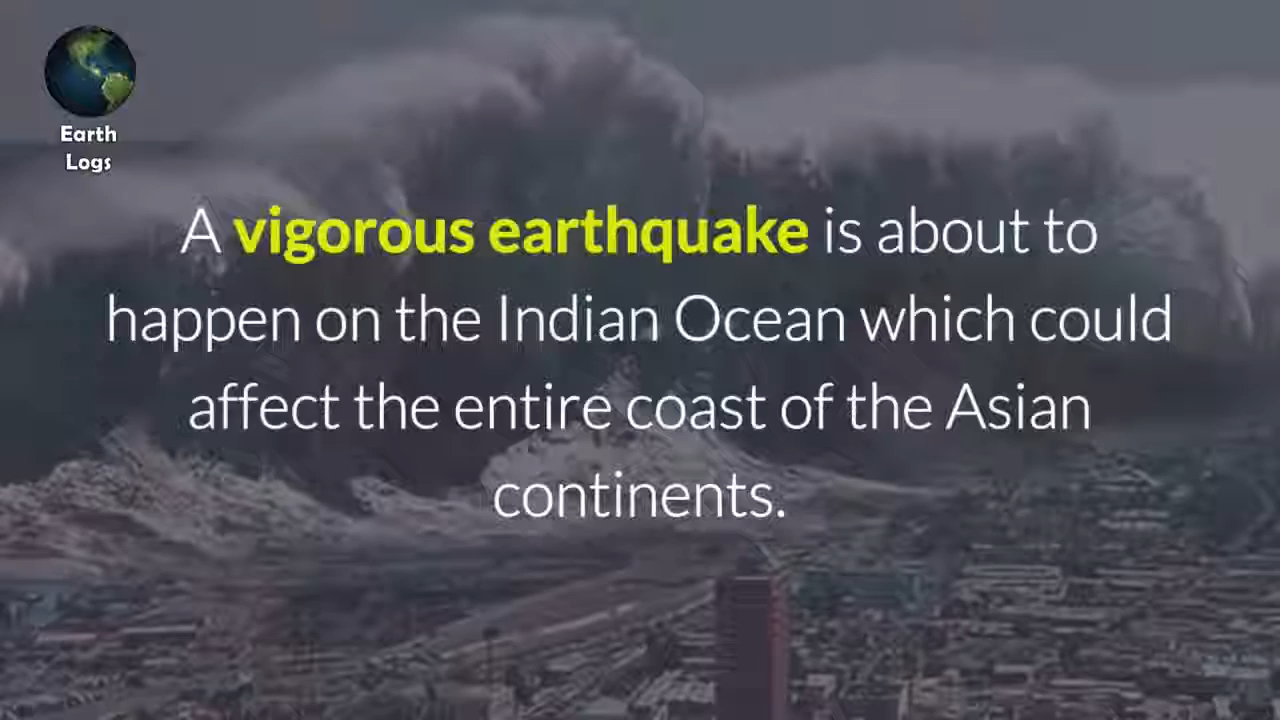 Earth
Logs
A vigorous earthquake is about to
happen on the Indian Ocean which could
affect the entire coast of the Asian
continents.